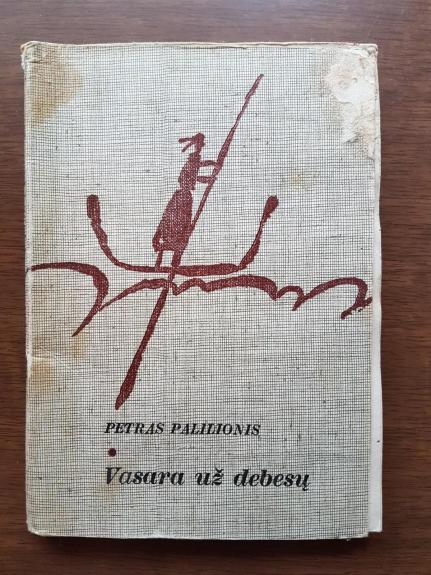 PETRAS PALILIONIS
Vasara už debesų